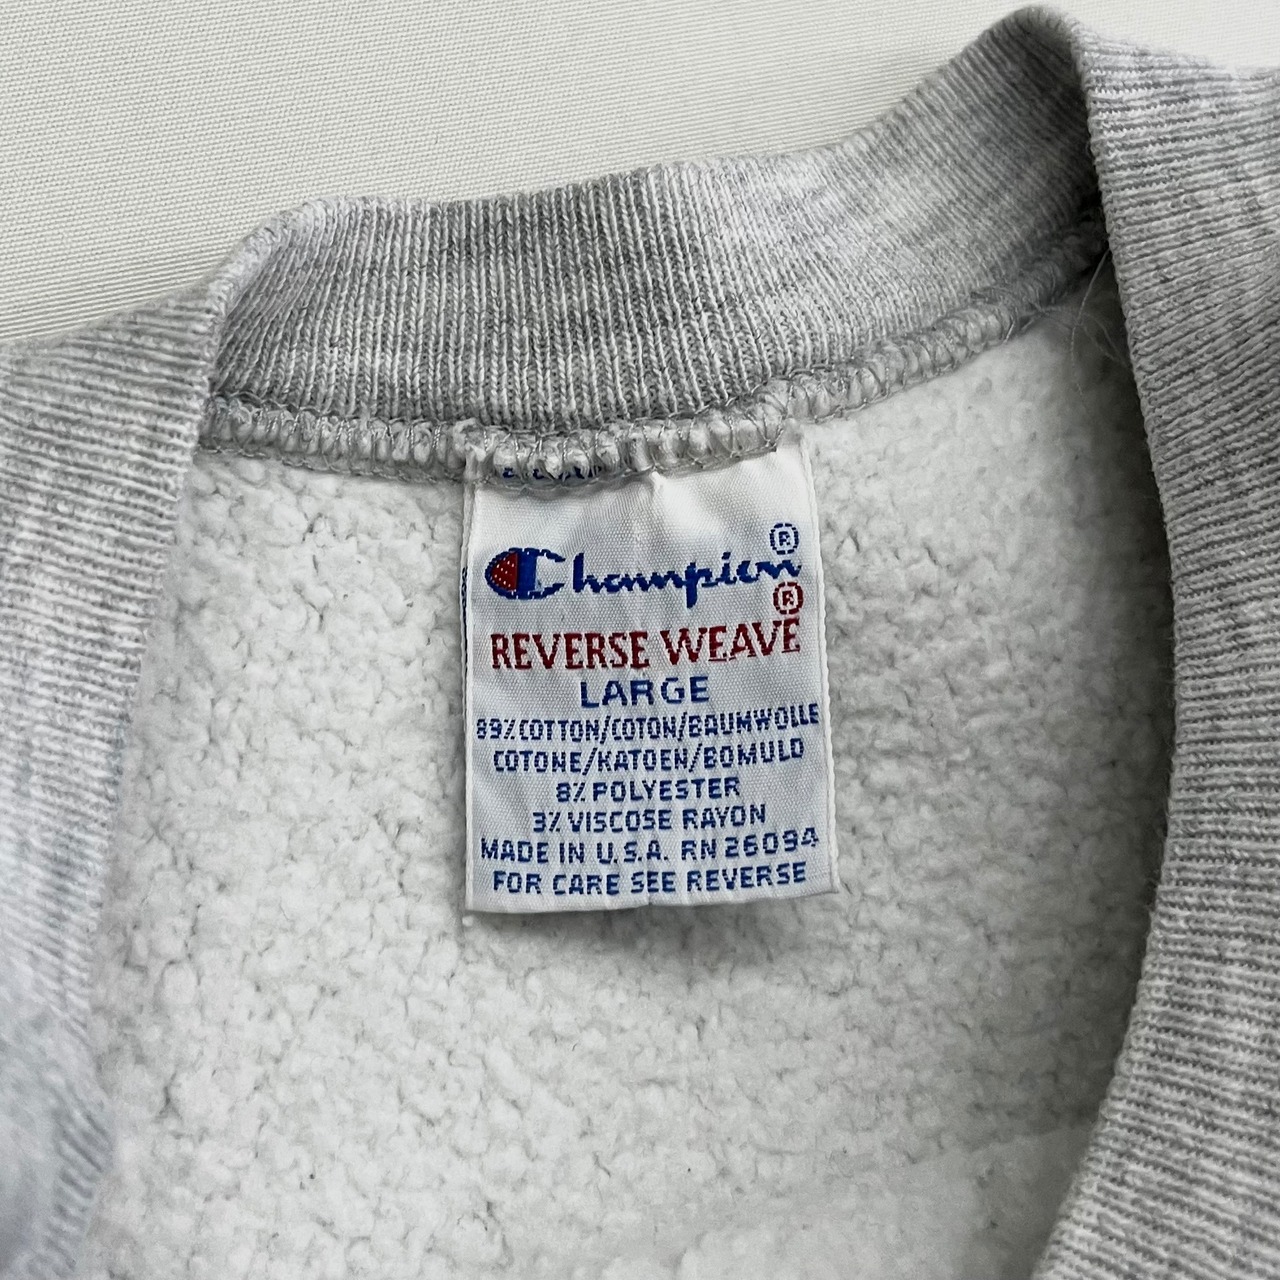 Champion®
REVERSE WEAVE®
LARGE
89% COTTON/COTON/BAUMWOLLE
COTONE/KATOEN/BOMULD
8% POLYESTER
3% VISCOSE RAYON
MADE IN U.S.A. RN 26094
FOR CARE SEE REVERSE